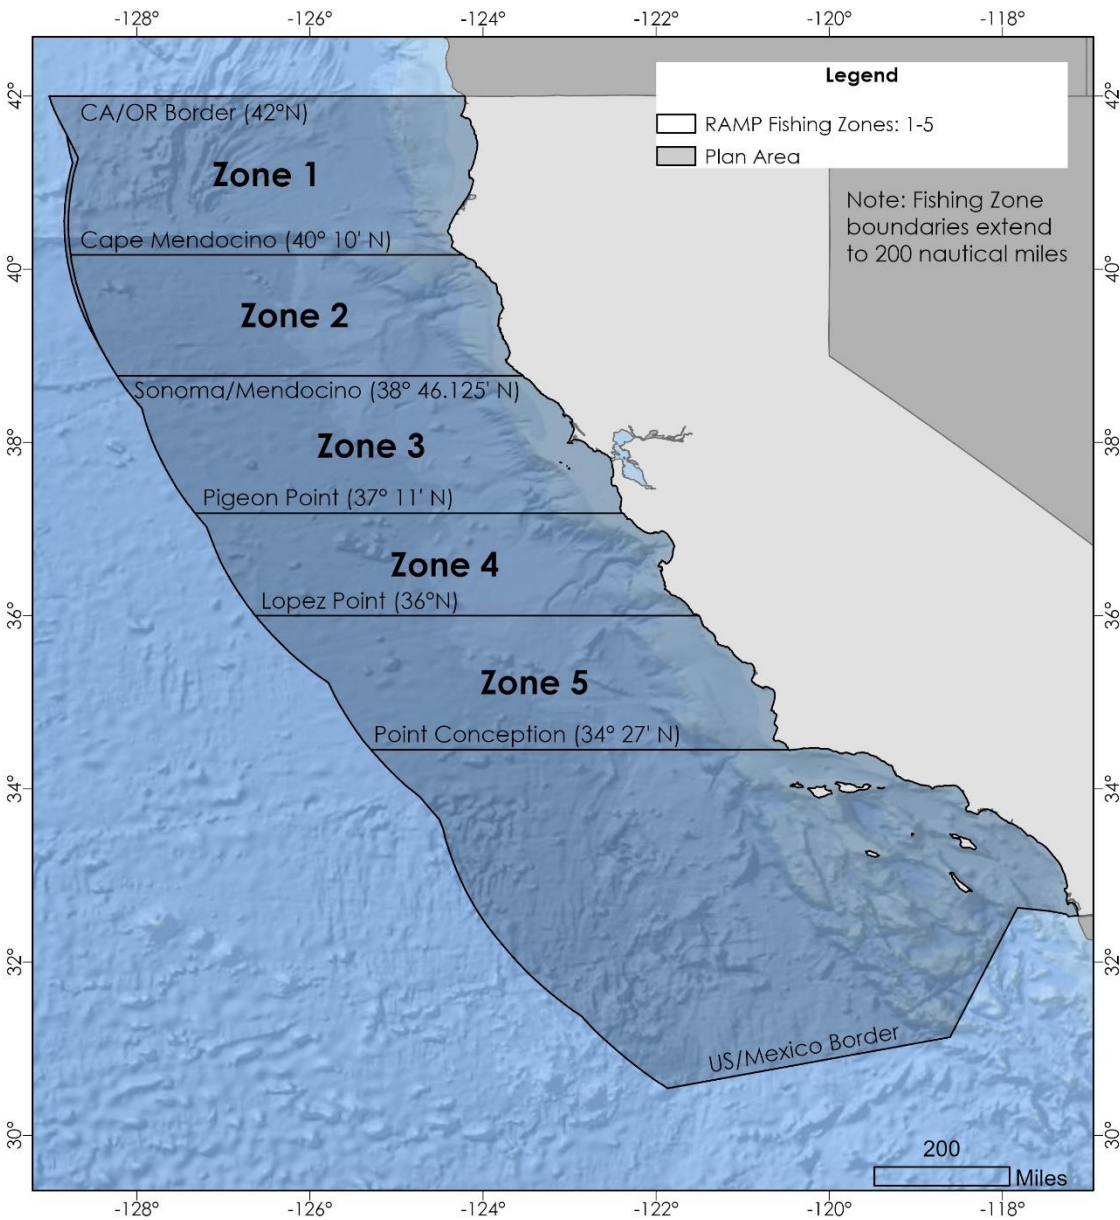 -128° -126° -124° -122° -120° -118°
Legend
RAMP Fishing Zones: 1-5
Plan Area
Note: Fishing Zone
boundaries extend
to 200 nautical miles
42° 42°
CA/OR Border (42°N)
Zone 1
Cape Mendocino (40° 10' N)
40° 40°
Zone 2
Sonoma/Mendocino (38° 46.125' N)
38° 38°
Zone 3
Pigeon Point (37° 11' N)
Zone 4
Lopez Point (36°N)
36° 36°
Zone 5
Point Conception (34° 27' N)
34° 34°
32° 32°
US/Mexico Border
30° 30°
200
Miles
-128° -126° -124° -122° -120° -118°